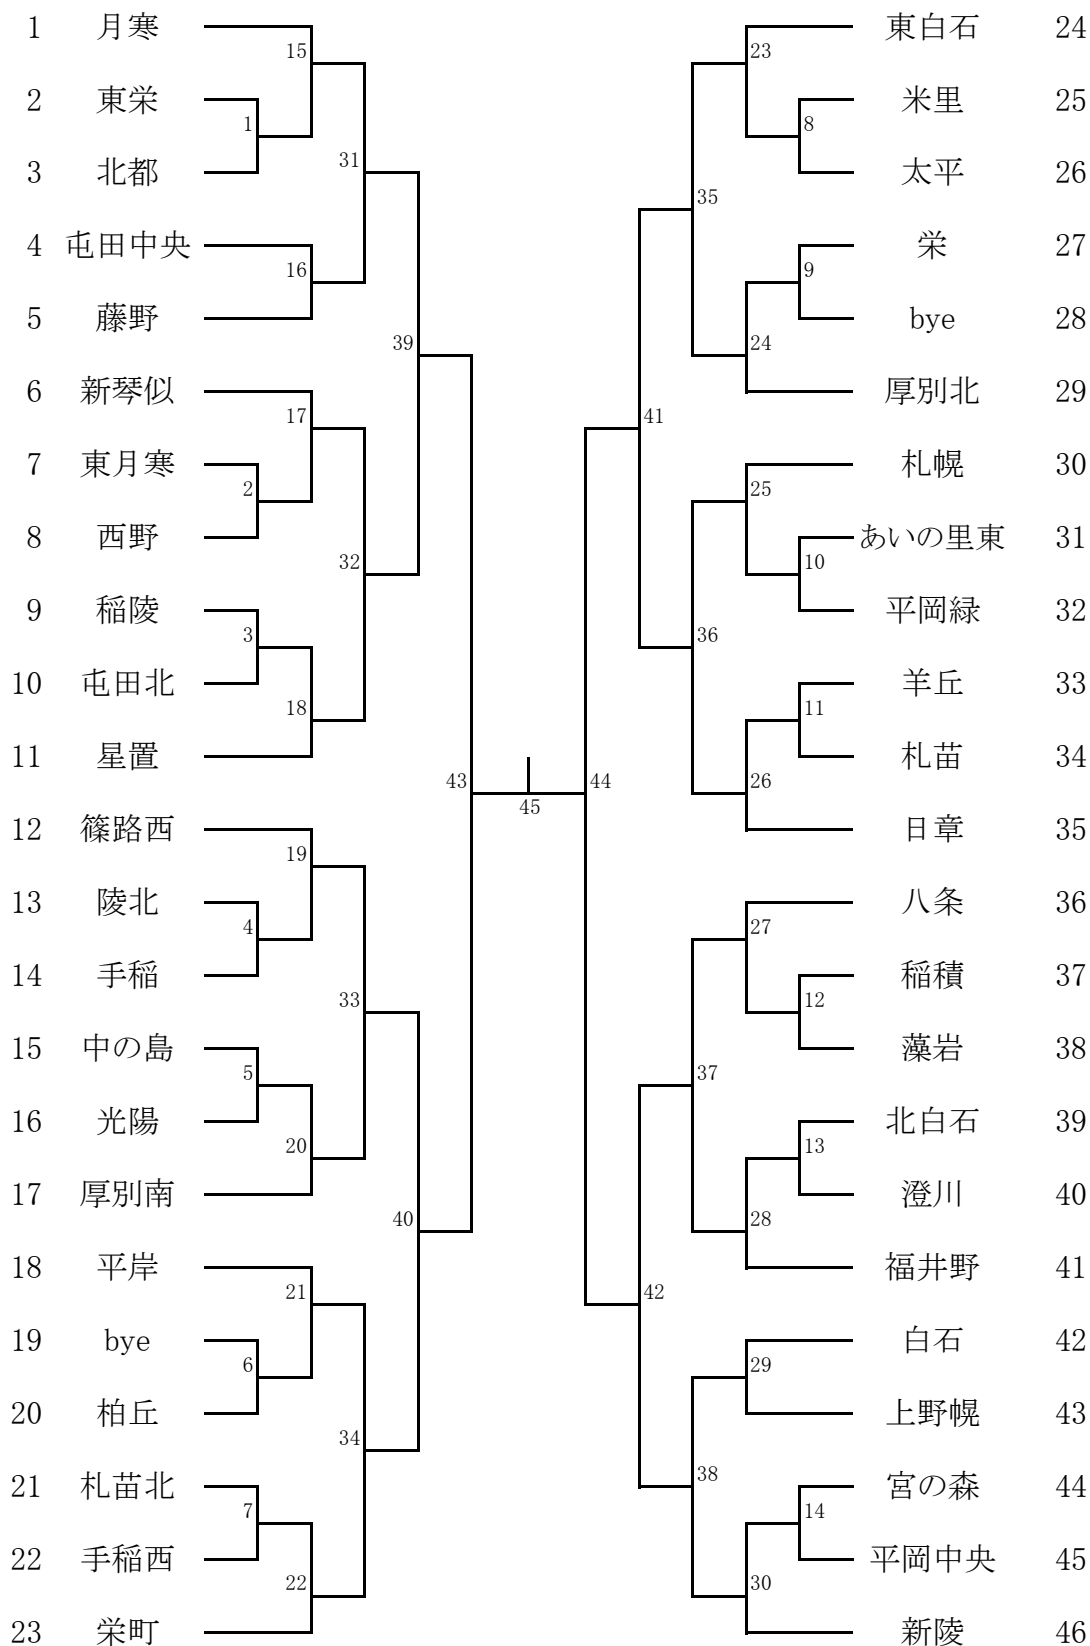 1 月寒
15
2 東栄
1
3 北都
31
4 屯田中央
16
5 藤野
39
6 新琴似
17
7 東月寒
2
8 西野
32
9 稲陵
3
10 屯田北
18
11 星置
43
12 篠路西
19
13 陵北
4
14 手稲
33
15 中の島
5
16 光陽
20
17 厚別南
40
18 平岸
21
19 bye
6
20 柏丘
34
21 札苗北
7
22 手稲西
22
23 栄町
45
東白石 24
23
米里 25
8
太平 26
35
栄 27
9
bye 28
24
厚別北 29
41
札幌 30
25
あいの里東 31
10
平岡緑 32
36
羊丘 33
11
札苗 34
44
26
日章 35
八条 36
27
稲積 37
12
藻岩 38
37
北白石 39
13
澄川 40
28
福井野 41
42
白石 42
29
上野幌 43
38
宮の森 44
14
平岡中央 45
30
新陵 46